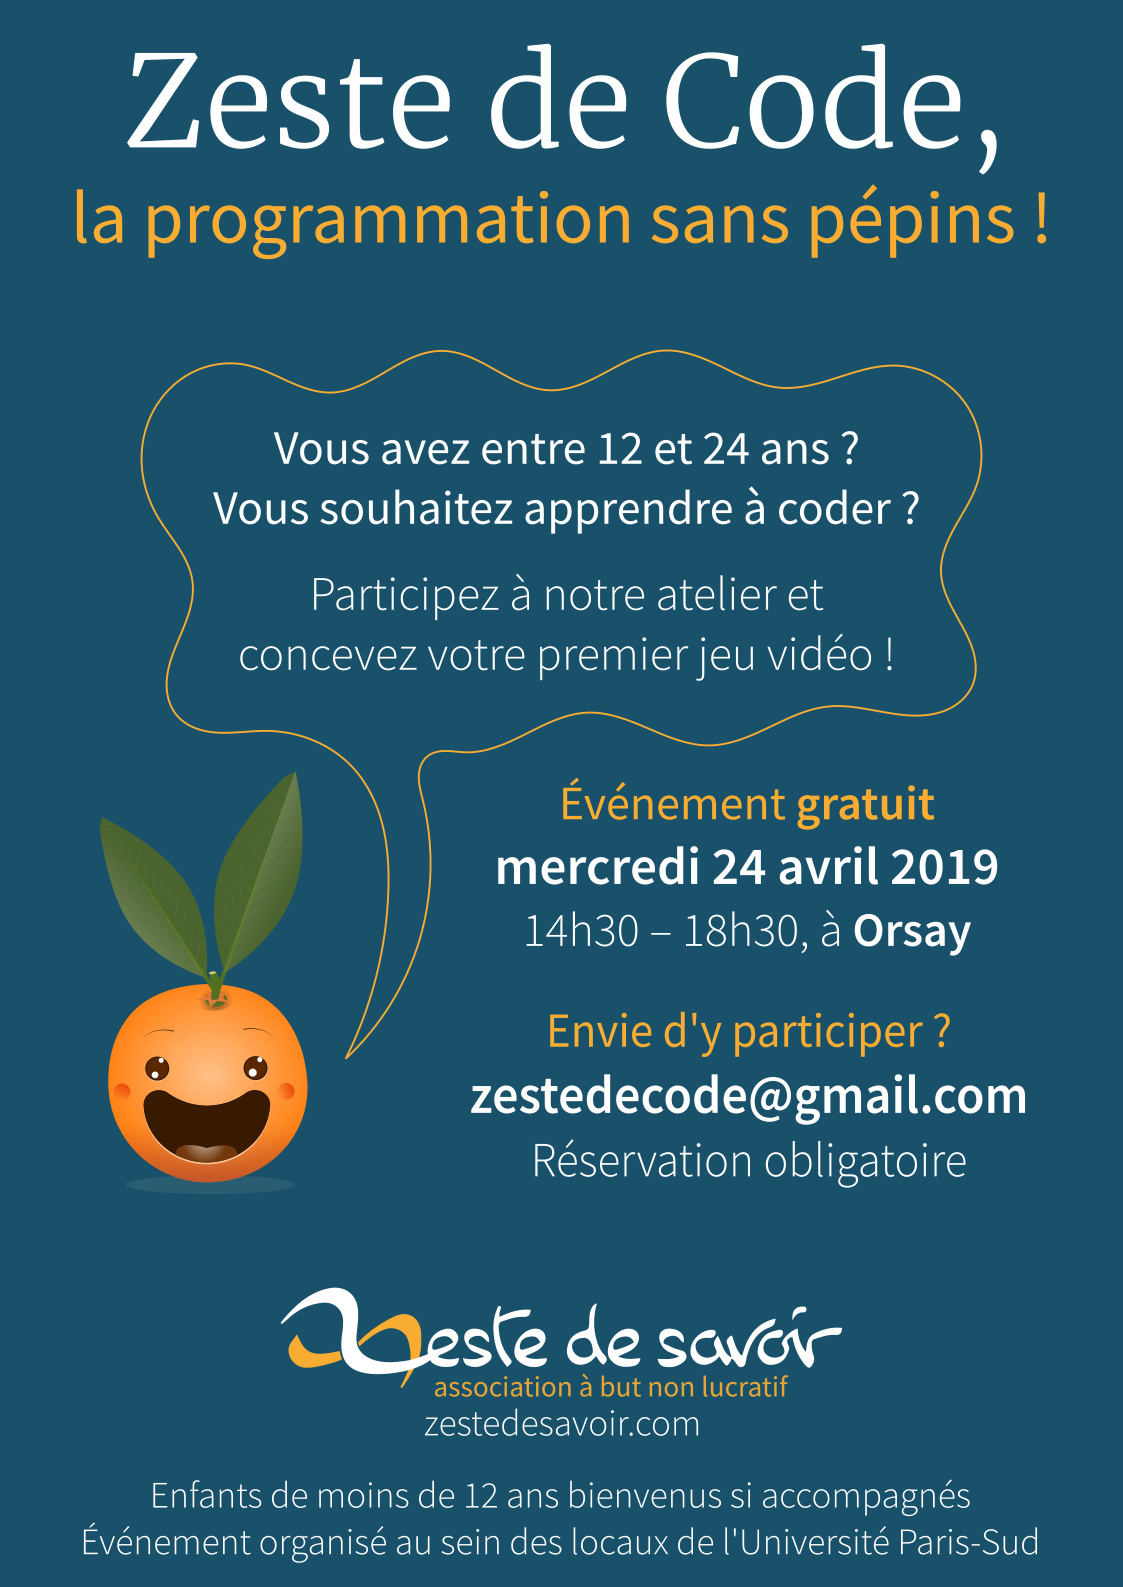 Zeste de Code,
la programmation sans pépins !
Vous avez entre 12 et 24 ans ?
Vous souhaitez apprendre à coder ?
Participez à notre atelier et
concevez votre premier jeu vidéo !
Événement gratuit
mercredi 24 avril 2019
14h30 – 18h30, à Orsay
Envie d'y participer ?
zestedecode@gmail.com
Réservation obligatoire
Zeste de savoir
association à but non lucratif
zestedesavoir.com
Enfants de moins de 12 ans bienvenus si accompagnés
Événement organisé au sein des locaux de l'Université Paris-Sud